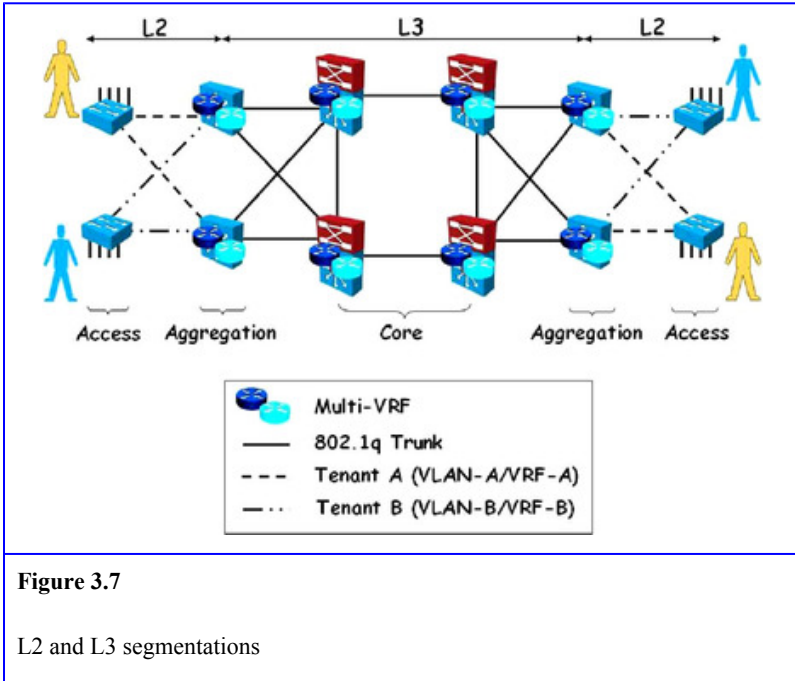 L2 L3 L2
Access Aggregation Core Aggregation Access
Multi-VRF
802.1q Trunk
Tenant A (VLAN-A/VRF-A)
Tenant B (VLAN-B/VRF-B)
Figure 3.7
L2 and L3 segmentations